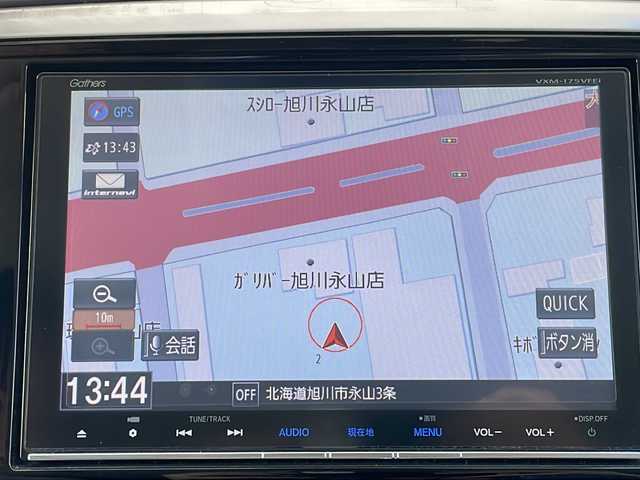 Gathers
VXM-175VFEi
ｽｼﾛｰ旭川永山店
GPS
13:43
internavi
ｶﾞﾘﾊﾞｰ旭川永山店
10m
QUICK
会話
ボタン消
2
13:44
OFF 北海道旭川市永山3条
TUNE/TRACK
画質
DISP OFF
AUDIO
現在地
MENU
VOL−
VOL+